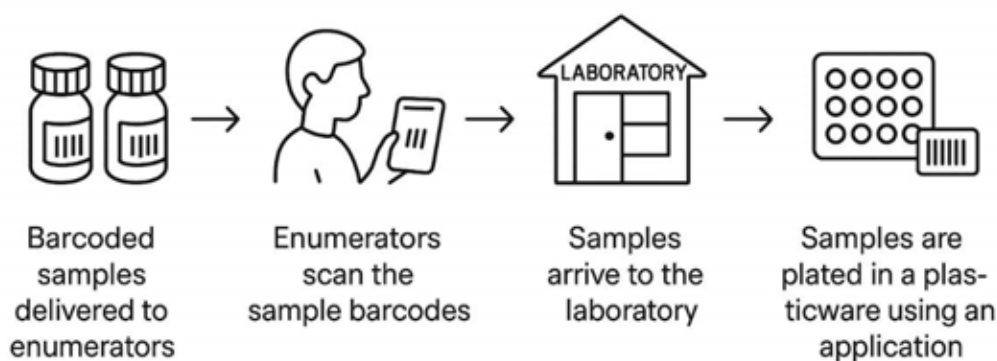 LABORATORY
Barcoded
samples
delivered to
enumerators
Enumerators
scan the
sample barcodes
Samples
arrive to the
laboratory
Samples are
plated in a plas-
ticware using an
application